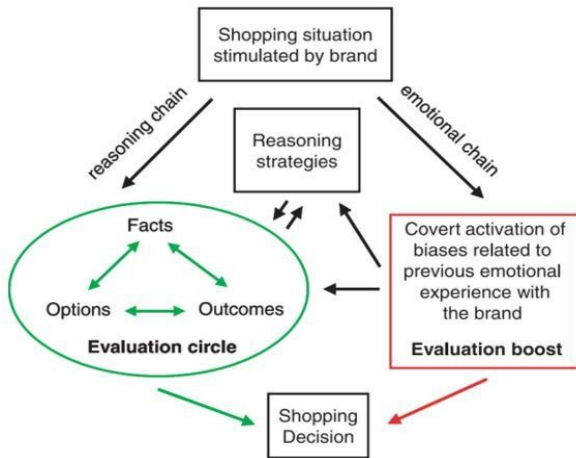 Shopping situation
stimulated by brand
reasoning chain
emotional chain
Reasoning
strategies
Facts
Options
Outcomes
Evaluation circle
Covert activation of
biases related to
previous emotional
experience with
the brand
Evaluation boost
Shopping
Decision